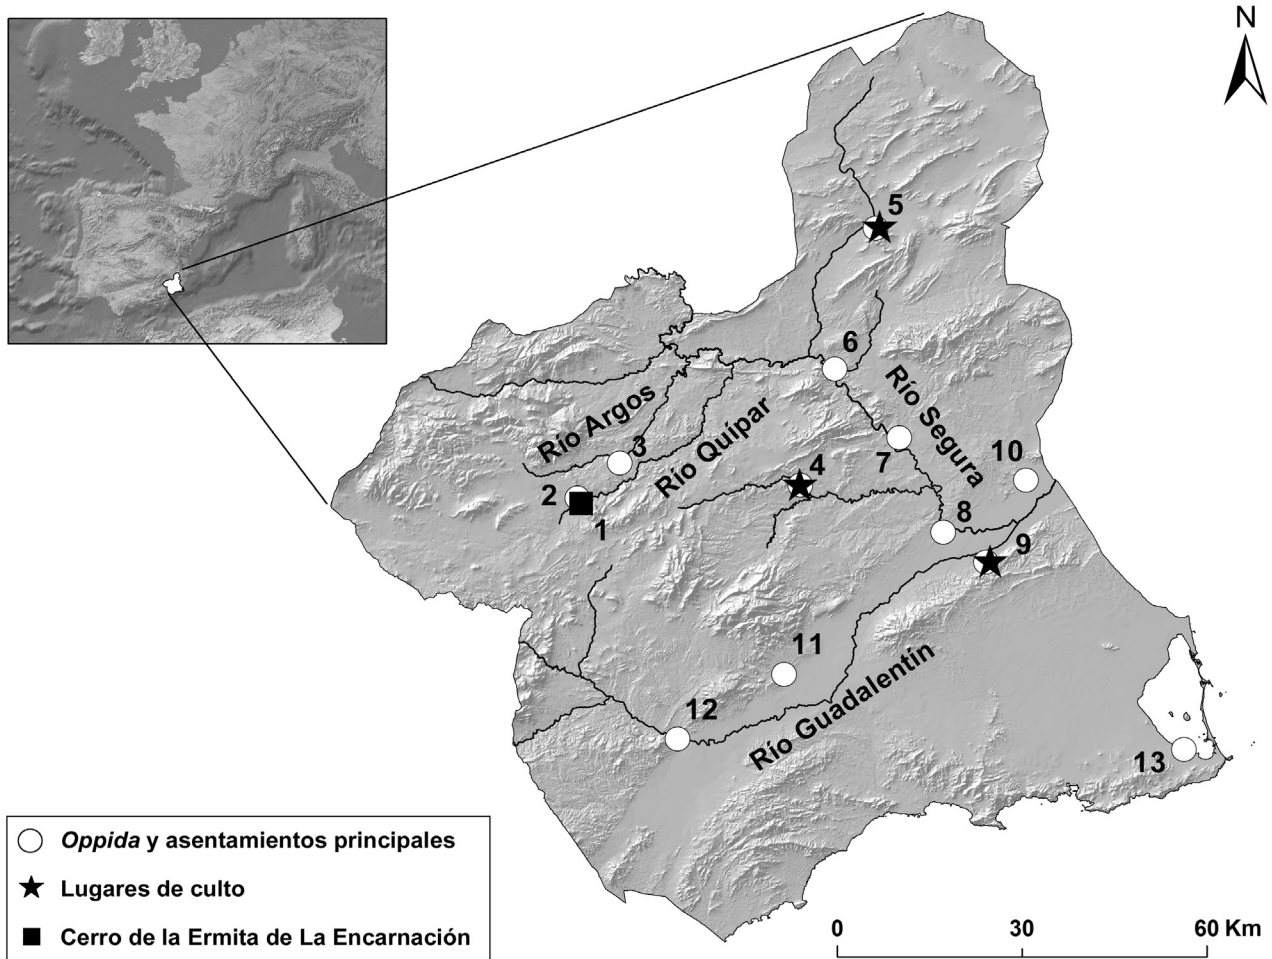 N
5
6
Río Argos
Río Quípar
Río Segura
3
4
7
10
2
1
8
9
11
12
Río Guadalentín
13
Oppida y asentamientos principales
Lugares de culto
Cerro de la Ermita de La Encarnación
0 30 60 Km